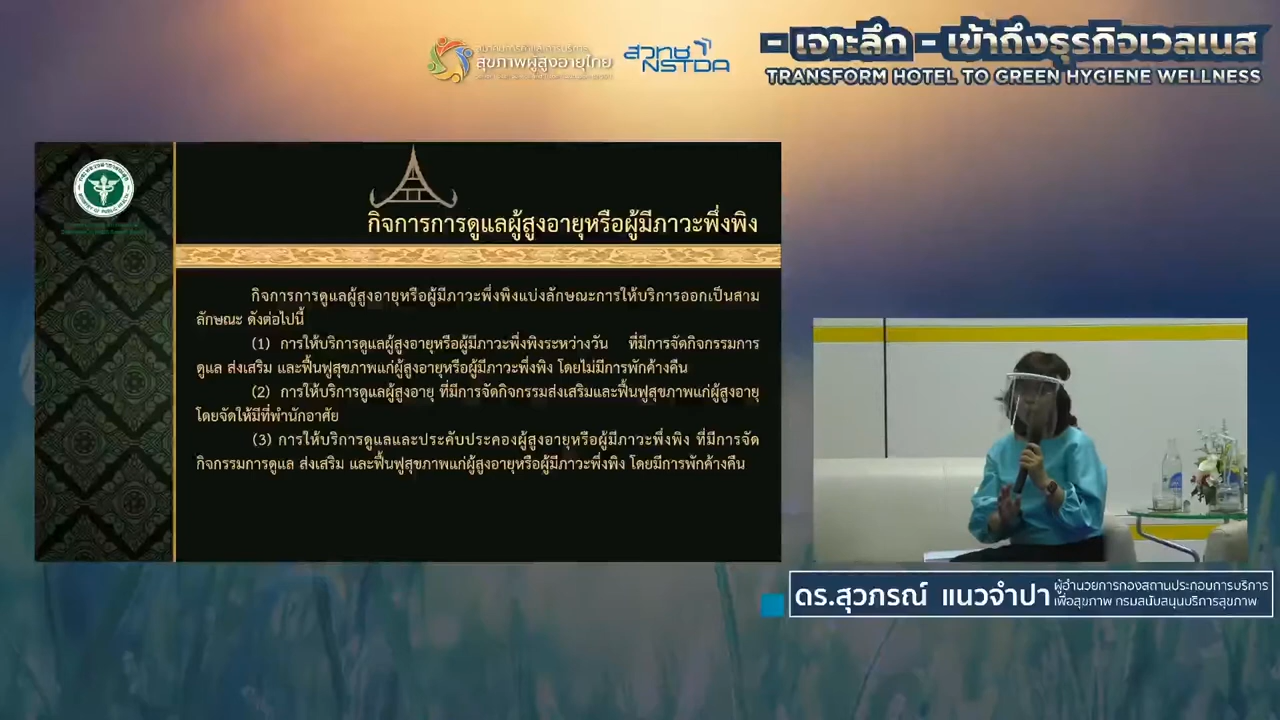 สุขภาพผู้สูงอายุไทย
สวทช
NSTDA
- เจาะลึก - เข้าถึงธุรกิจเวลเนส
TRANSFORM HOTEL TO GREEN HYGIENE WELLNESS
กิจการการดูแลผู้สูงอายุหรือผู้มีภาวะพึ่งพิง
กิจการการดูแลผู้สูงอายุหรือผู้มีภาวะพึ่งพิงแบ่งลักษณะการให้บริการออกเป็นสาม
ลักษณะ ดังต่อไปนี้
(1) การให้บริการดูแลผู้สูงอายุหรือผู้มีภาวะพึ่งพิงระหว่างวัน ที่มีการจัดกิจกรรมการ
ดูแล ส่งเสริม และฟื้นฟูสุขภาพแก่ผู้สูงอายุหรือผู้มีภาวะพึ่งพิง โดยไม่มีการพักค้างคืน
(2) การให้บริการดูแลผู้สูงอายุ ที่มีการจัดกิจกรรมส่งเสริมและฟื้นฟูสุขภาพแก่ผู้สูงอายุ
โดยจัดให้มีที่พำนักอาศัย
(3) การให้บริการดูแลและประคับประคองผู้สูงอายุหรือผู้มีภาวะพึ่งพิง ที่มีการจัด
กิจกรรมการดูแล ส่งเสริม และฟื้นฟูสุขภาพแก่ผู้สูงอายุหรือผู้มีภาวะพึ่งพิง โดยมีการพักค้างคืน
ดร.สุวภรณ์ แนวจำปา
ผู้อำนวยการกองสถานประกอบการบริการ
เพื่อสุขภาพ กรมสนับสนุนบริการสุขภาพ